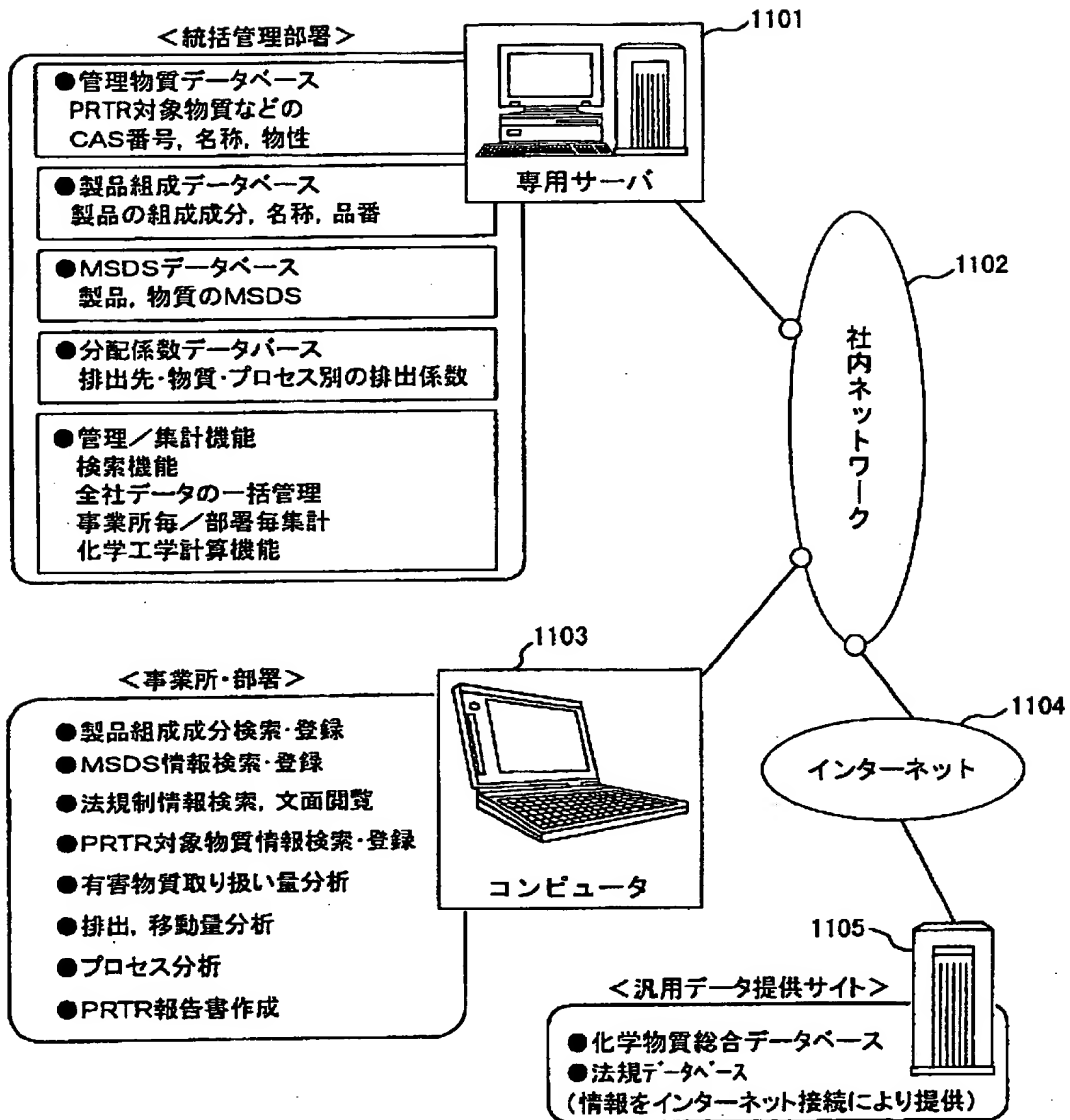 <統括管理部署>
●管理物質データベース
PRTR対象物質などの
CAS番号, 名称, 物性
●製品組成データベース
製品の組成成分, 名称, 品番
●MSDSデータベース
製品, 物質のMSDS
●分配係数データバース
排出先・物質・プロセス別の排出係数
●管理／集計機能
検索機能
全社データの一括管理
事業所毎／部署毎集計
化学工学計算機能
1101
専用サーバ
1102
社内ネットワーク
1103
コンピュータ
<事業所・部署>
●製品組成成分検索・登録
●MSDS情報検索・登録
●法規制情報検索, 文面閲覧
●PRTR対象物質情報検索・登録
●有害物質取り扱い量分析
●排出, 移動量分析
●プロセス分析
●PRTR報告書作成
1104
インターネット
1105
<汎用データ提供サイト>
●化学物質総合データベース
●法規データベース
(情報をインターネット接続により提供)